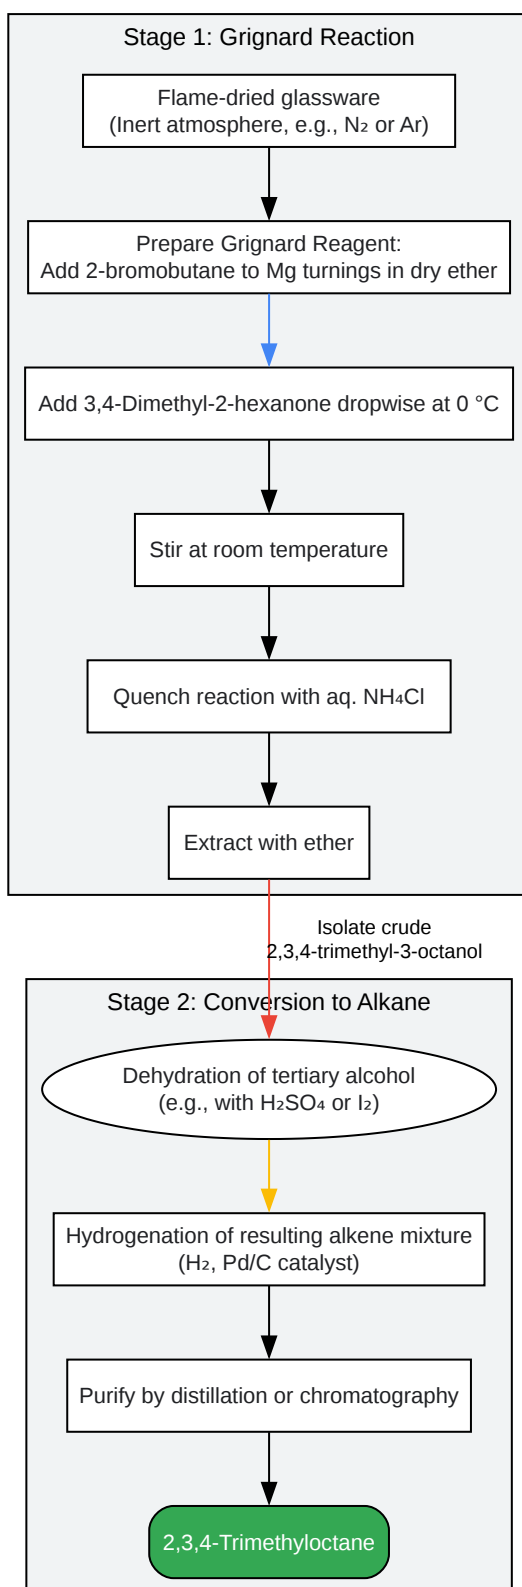 Stage 1: Grignard Reaction
Flame-dried glassware
(Inert atmosphere, e.g., N₂ or Ar)
Prepare Grignard Reagent:
Add 2-bromobutane to Mg turnings in dry ether
Add 3,4-Dimethyl-2-hexanone dropwise at 0 °C
Stir at room temperature
Quench reaction with aq. NH₄Cl
Extract with ether
Isolate crude
2,3,4-trimethyl-3-octanol
Stage 2: Conversion to Alkane
Dehydration of tertiary alcohol
(e.g., with H₂SO₄ or I₂)
Hydrogenation of resulting alkene mixture
(H₂, Pd/C catalyst)
Purify by distillation or chromatography
2,3,4-Trimethyloctane